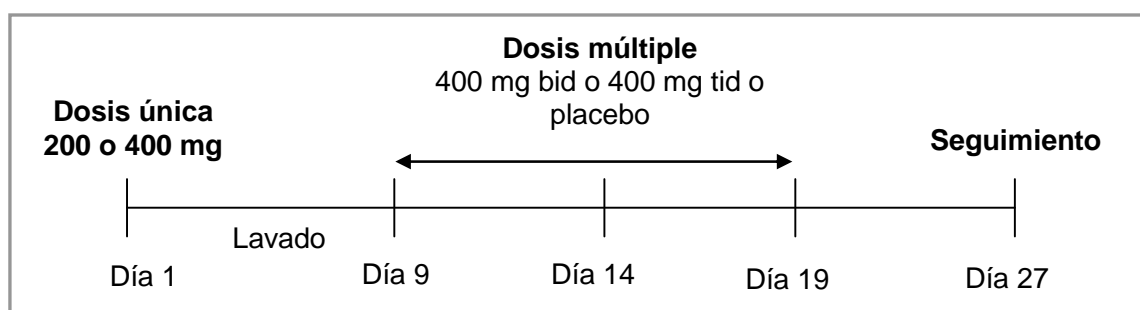 Dosis múltiple
400 mg bid o 400 mg tid o
placebo
Dosis única
200 o 400 mg
Seguimiento
Lavado
Día 1
Día 9
Día 14
Día 19
Día 27